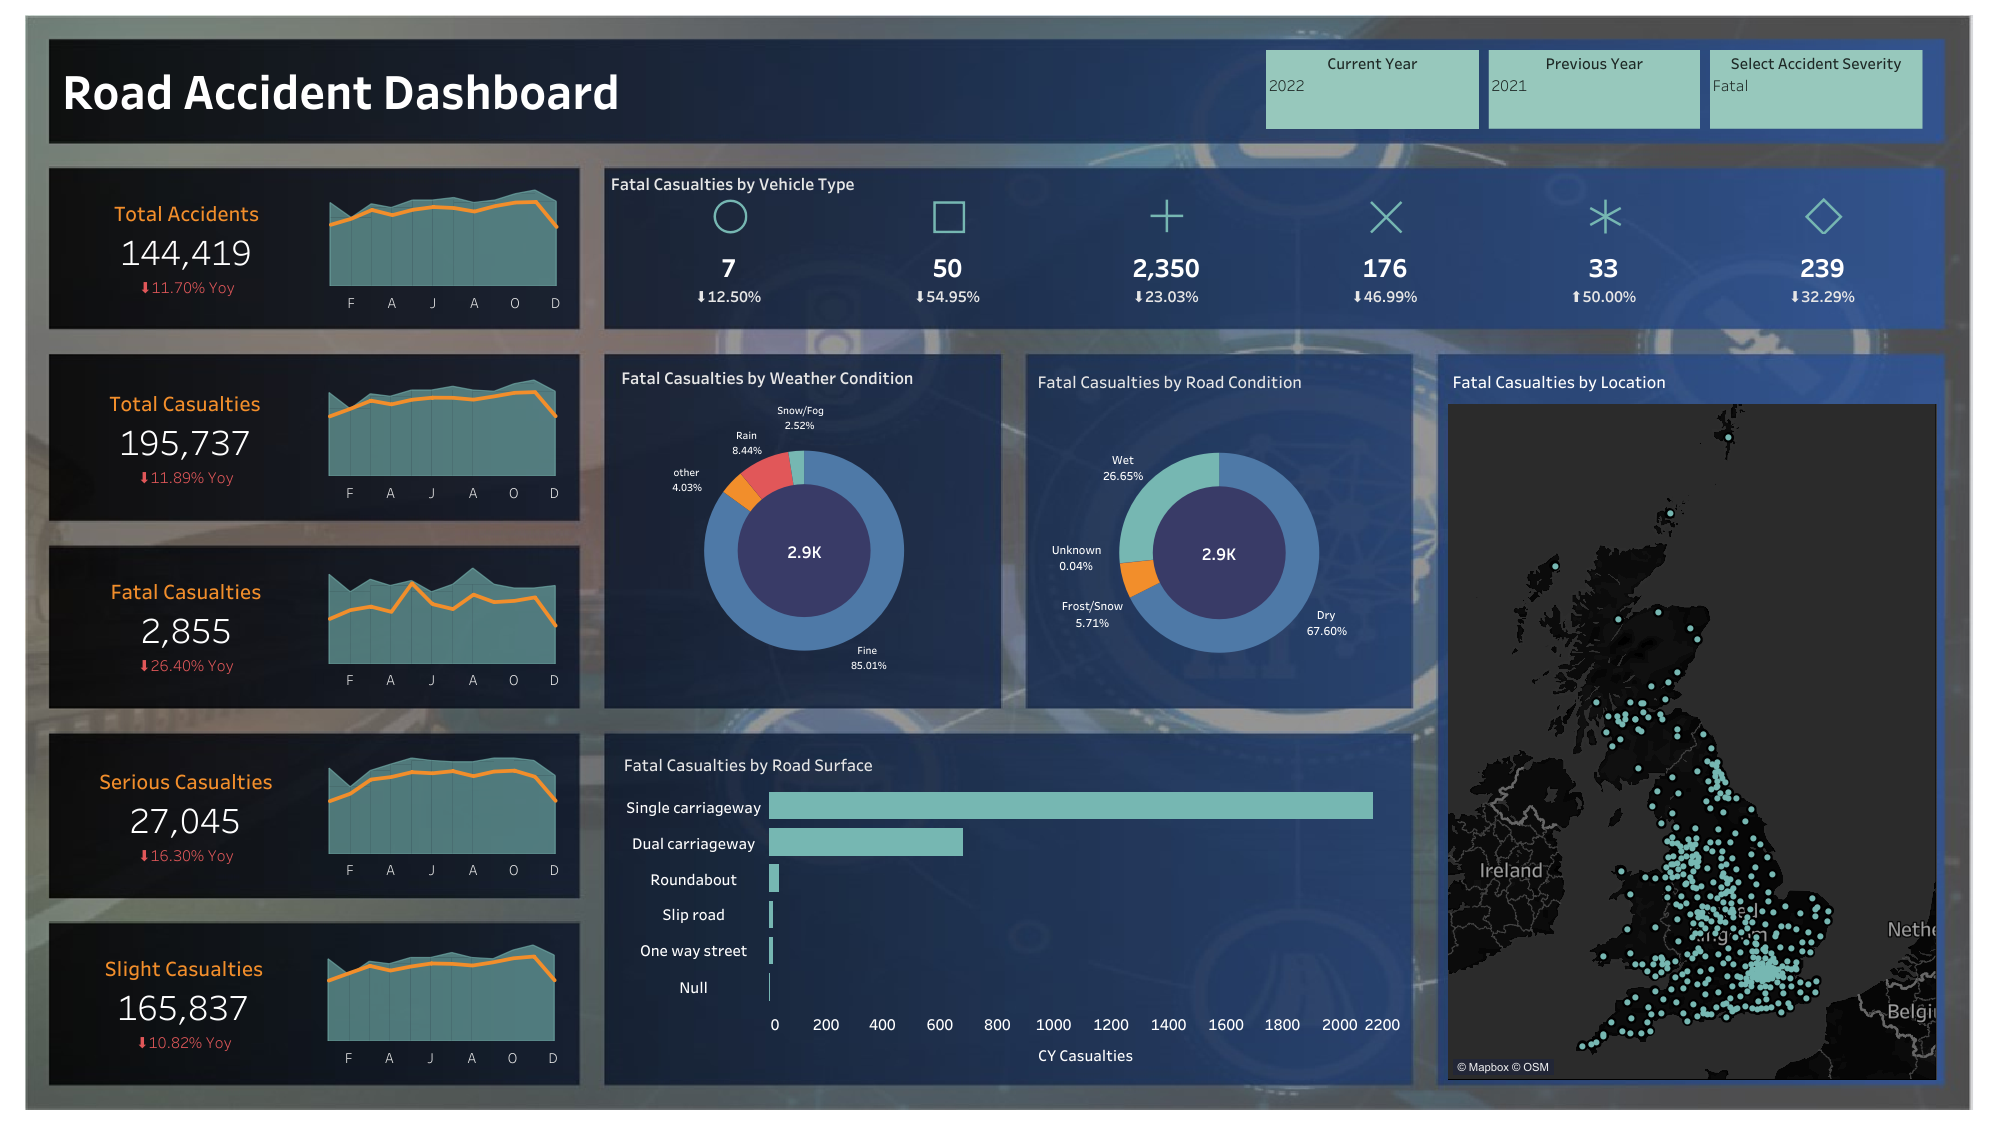 Road Accident Dashboard
Current Year
2022
Previous Year
2021
Select Accident Severity
Fatal
Total Accidents
144,419
⬇11.70% Yoy
F A J A O D
Fatal Casualties by Vehicle Type
7
⬇12.50%
50
⬇54.95%
2,350
⬇23.03%
176
⬇46.99%
33
⬆50.00%
239
⬇32.29%
Total Casualties
195,737
⬇11.89% Yoy
F A J A O D
Fatal Casualties
2,855
⬇26.40% Yoy
F A J A O D
Serious Casualties
27,045
⬇16.30% Yoy
F A J A O D
Slight Casualties
165,837
⬇10.82% Yoy
F A J A O D
Fatal Casualties by Weather Condition
Snow/Fog
2.52%
Rain
8.44%
other
4.03%
2.9K
Fine
85.01%
Fatal Casualties by Road Condition
Wet
26.65%
Unknown
0.04%
Frost/Snow
5.71%
2.9K
Dry
67.60%
Fatal Casualties by Road Surface
Single carriageway
Dual carriageway
Roundabout
Slip road
One way street
Null
0 200 400 600 800 1000 1200 1400 1600 1800 2000 2200
CY Casualties
Fatal Casualties by Location
Ireland
Nethe
Belgi
© Mapbox © OSM